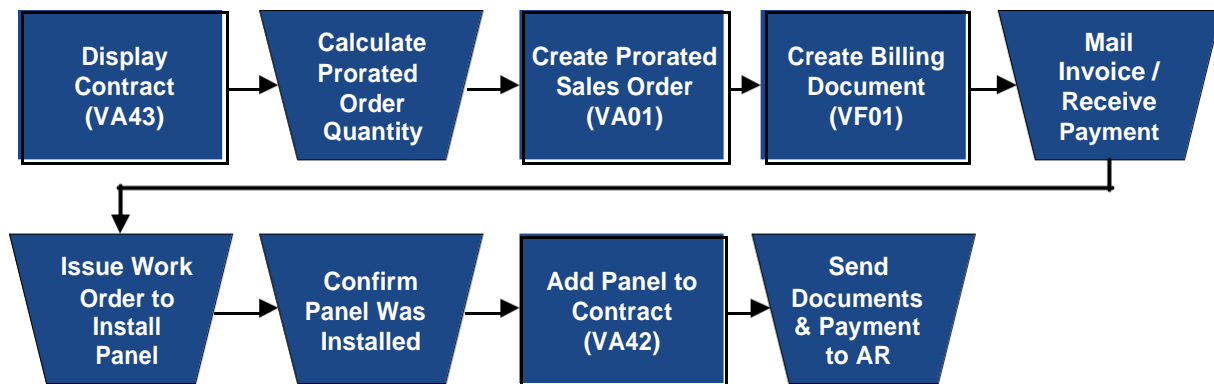 Display
Contract
(VA43)
Calculate
Prorated
Order
Quantity
Create Prorated
Sales Order
(VA01)
Create Billing
Document
(VF01)
Mail
Invoice /
Receive
Payment
Issue Work
Order to
Install
Panel
Confirm
Panel Was
Installed
Add Panel to
Contract
(VA42)
Send
Documents
& Payment
to AR